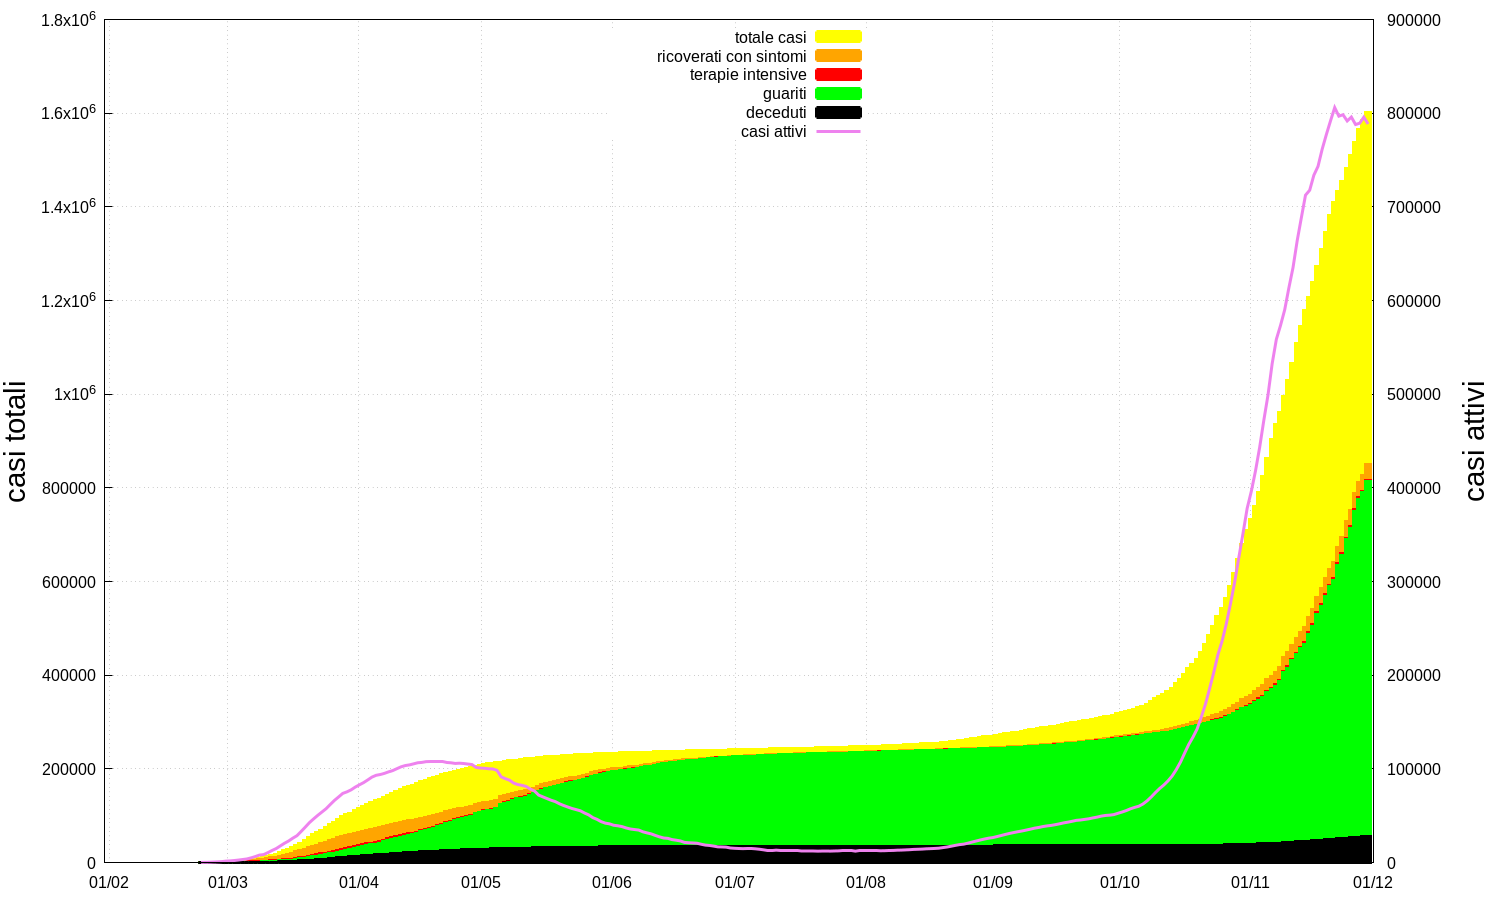 totale casi
ricoverati con sintomi
terapie intensive
guariti
deceduti
casi attivi
casi totali
1.8x10⁶
1.6x10⁶
1.4x10⁶
1.2x10⁶
1x10⁶
800000
600000
400000
200000
0
900000
800000
700000
600000
500000
400000
300000
200000
100000
0
casi attivi
01/02 01/03 01/04 01/05 01/06 01/07 01/08 01/09 01/10 01/11 01/12